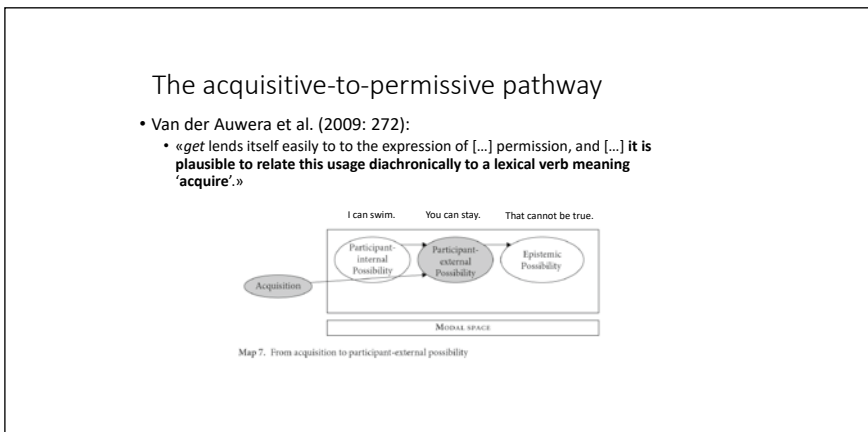 The acquisitive-to-permissive pathway
• Van der Auwera et al. (2009: 272):
• «get lends itself easily to to the expression of […] permission, and […] it is
plausible to relate this usage diachronically to a lexical verb meaning
‘acquire’.»
I can swim. You can stay. That cannot be true.
Participant-
internal
Possibility
Participant-
external
Possibility
Epistemic
Possibility
Acquisition
MODAL SPACE
Map 7. From acquisition to participant-external possibility